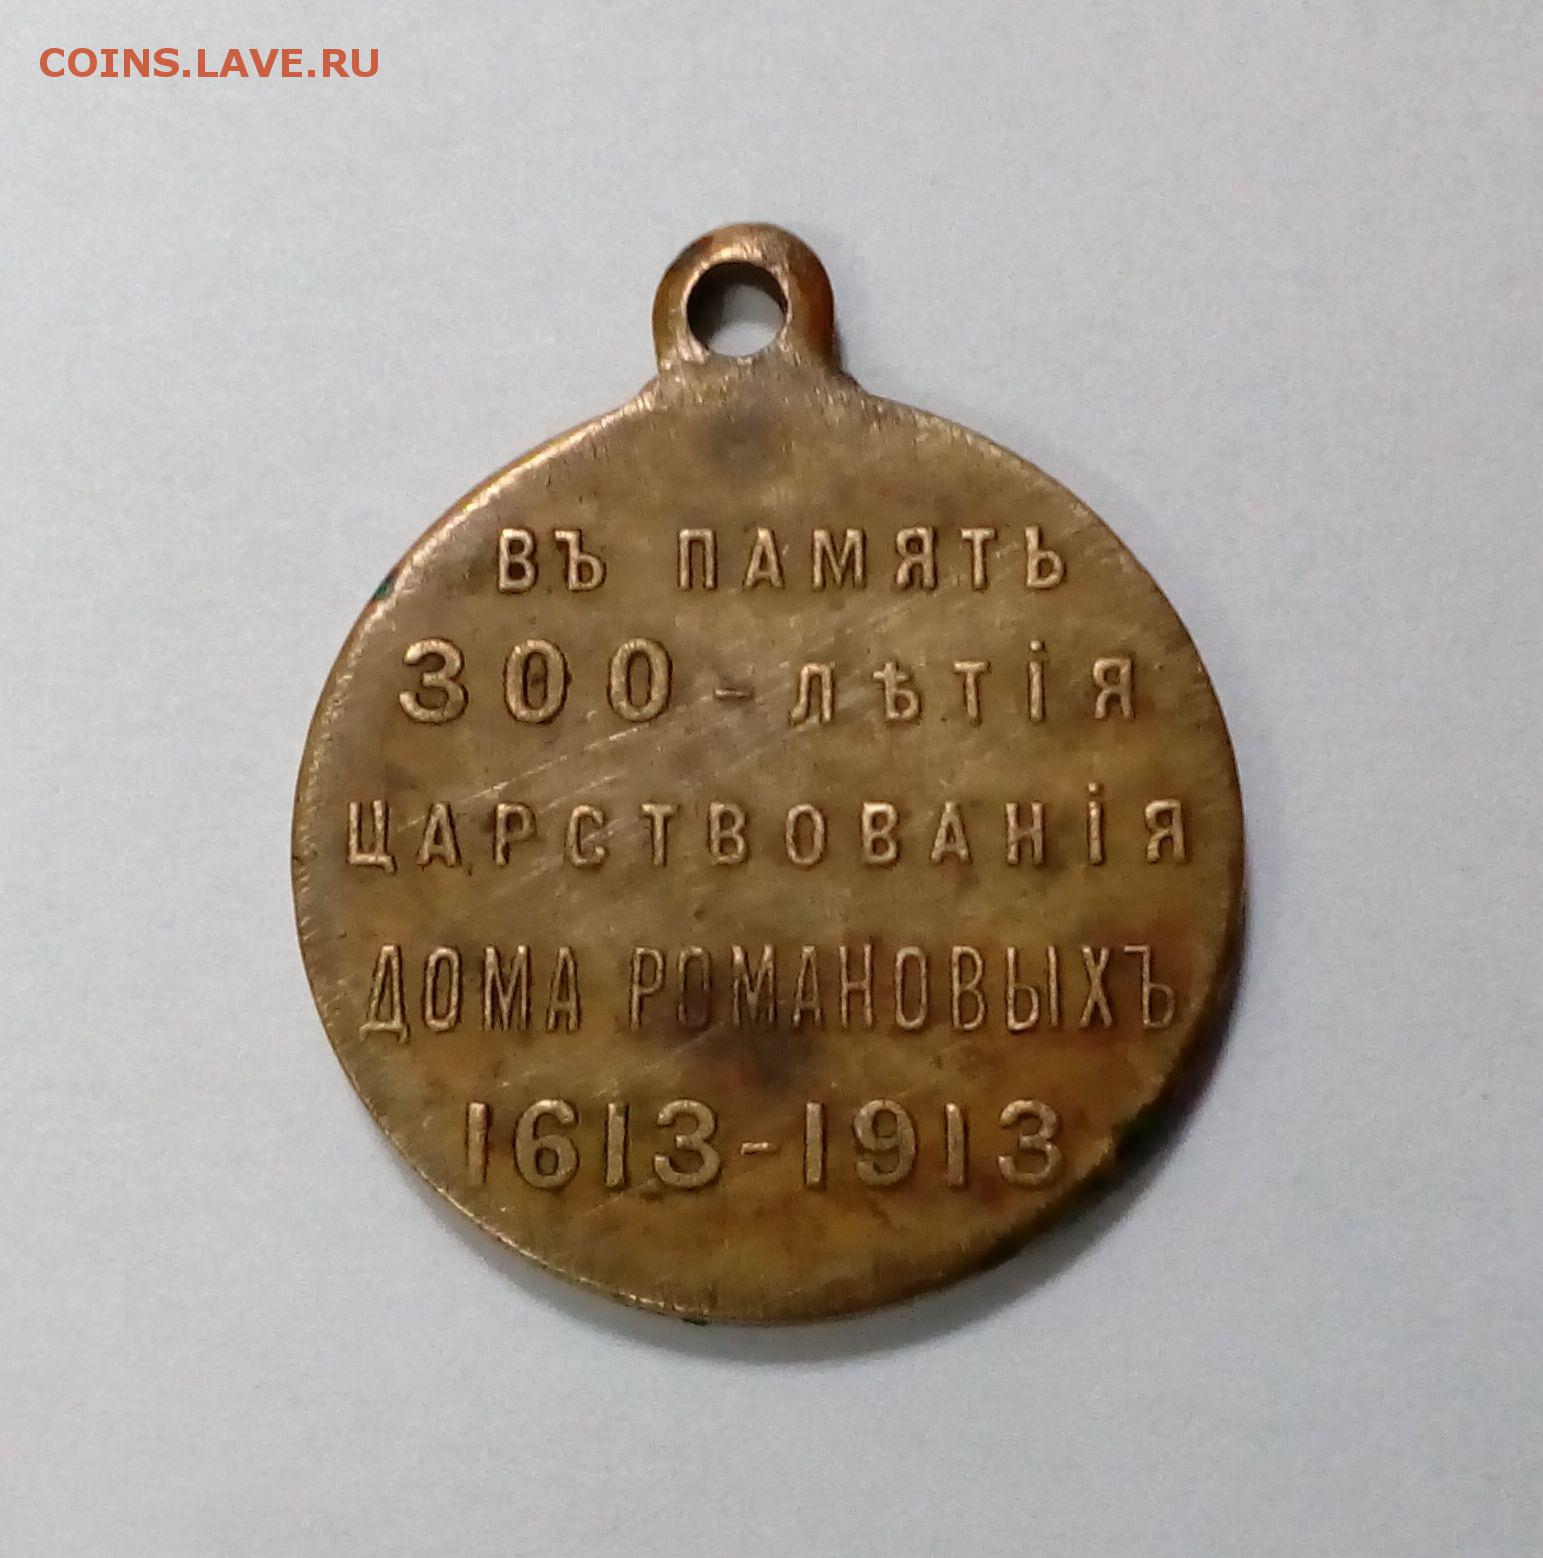 COINS.LAVE.RU
ВЪ ПАМЯТЬ
300-лѢТІЯ
ЦАРСТВОВАНІЯ
ДОМА РОМАНОВЫХЪ
1613-1913